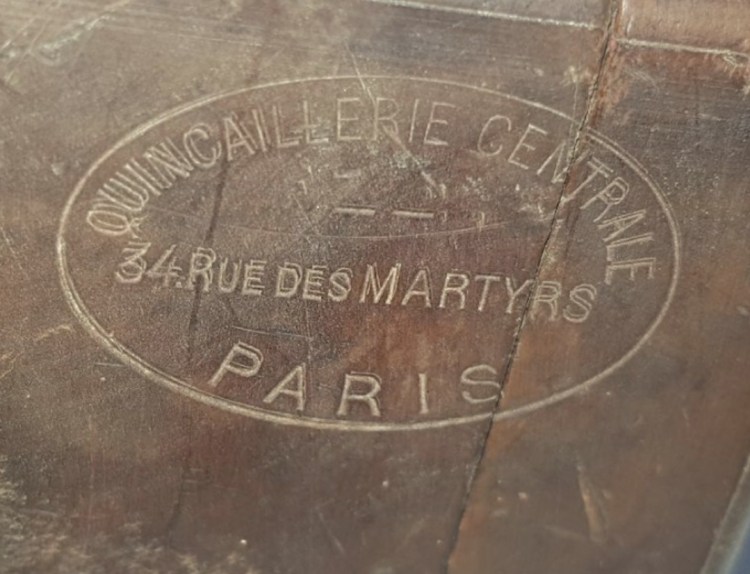 QUINCAILLERIE CENTRALE
34. RUE DES MARTYRS
PARIS